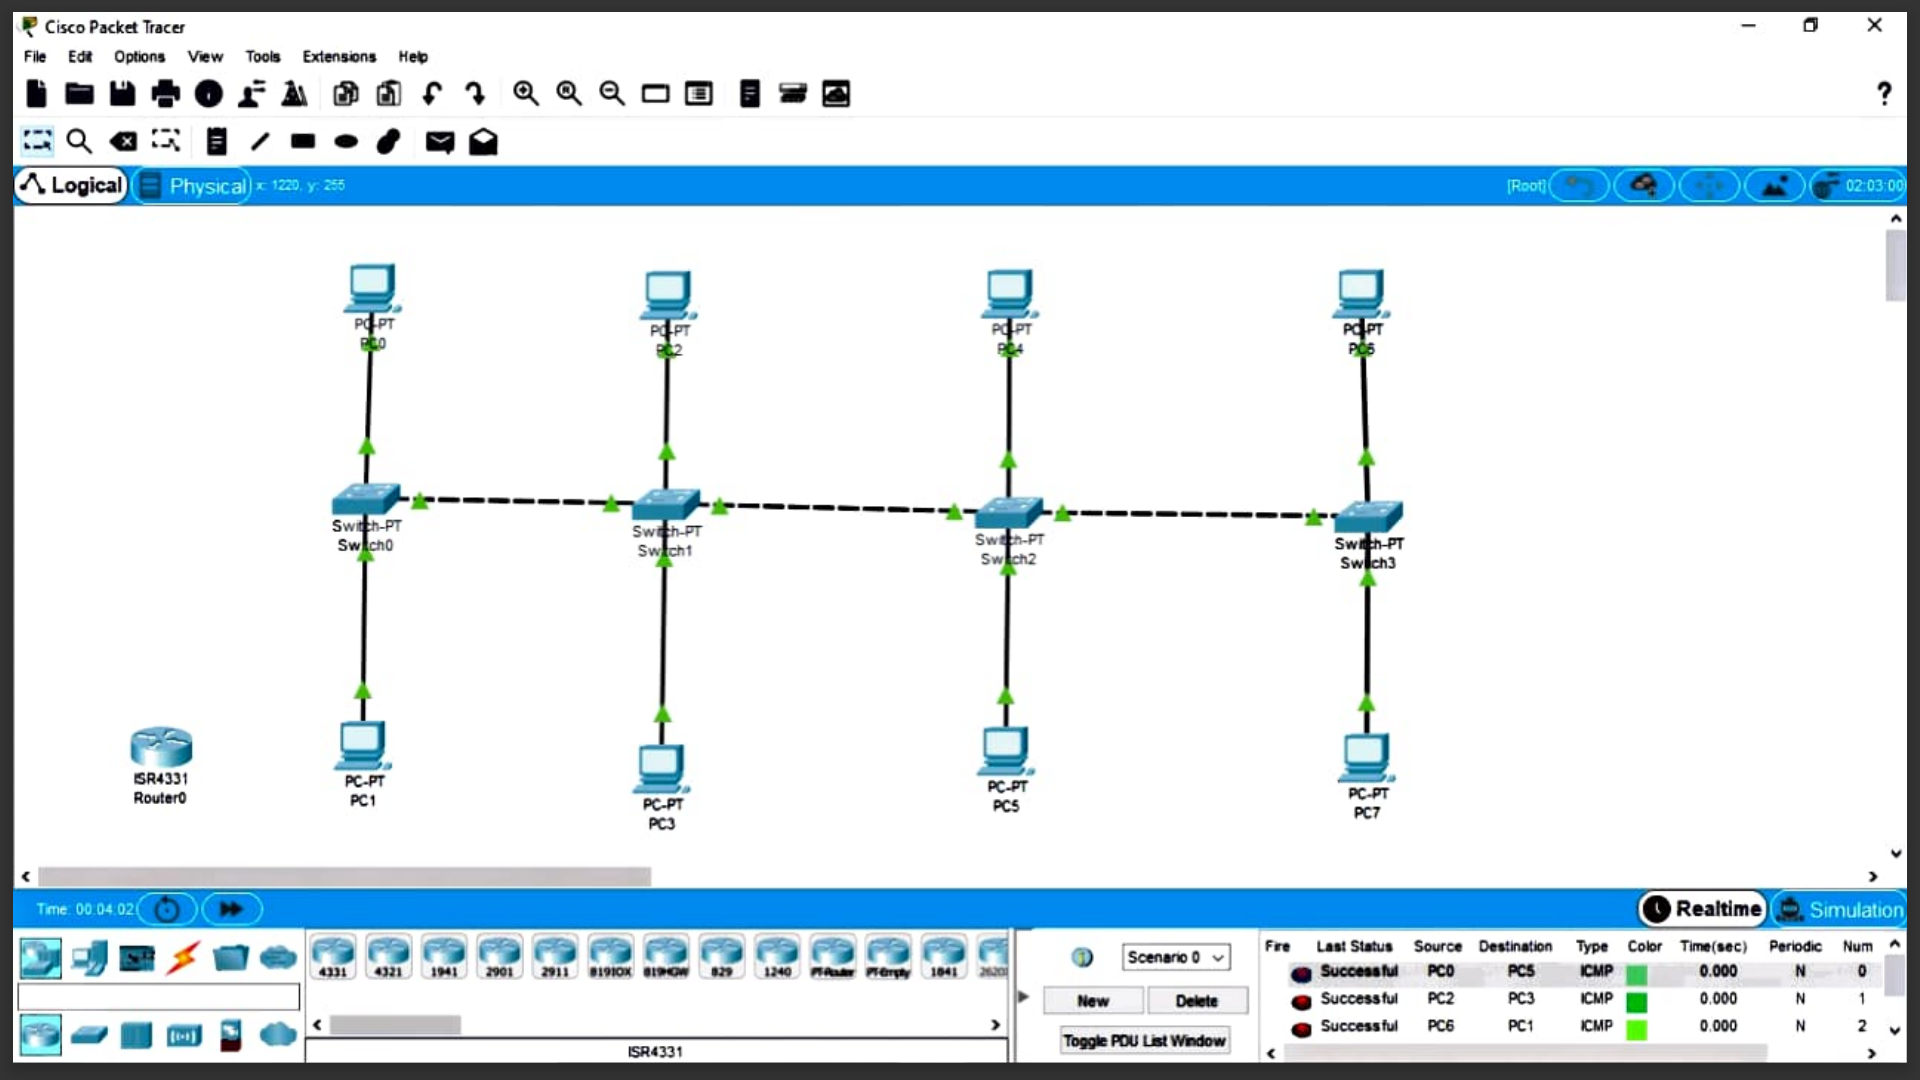 Cisco Packet Tracer
File Edit Options View Tools Extensions Help
?
Logical Physical x: 1220, y: 255 [Root] 02:03:00
PC-PT
PC0
PC-PT
PC2
PC-PT
PC4
PC-PT
PC6
Switch-PT
Switch0
Switch-PT
Switch1
Switch-PT
Switch2
Switch-PT
Switch3
ISR4331
Router0
PC-PT
PC1
PC-PT
PC3
PC-PT
PC5
PC-PT
PC7
Time: 00:04:02 Realtime Simulation
4331 4321 1941 2901 2911 819IOX 819HGW 829 1240 PT-Router PT-Empty 1841
ISR4331
Scenario 0
New Delete
Toggle PDU List Window
Fire Last Status Source Destination Type Color Time(sec) Periodic Num
Successful PC0 PC5 ICMP 0.000 N 0
Successful PC2 PC3 ICMP 0.000 N 1
Successful PC6 PC1 ICMP 0.000 N 2